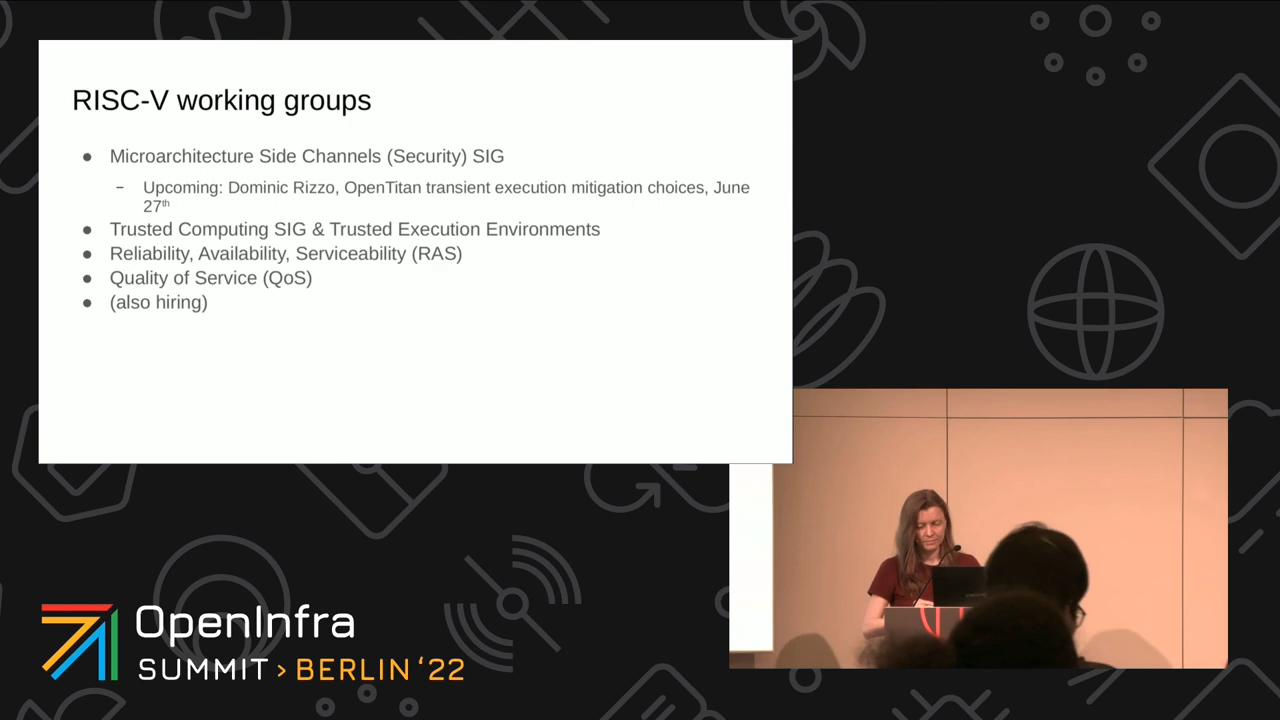 RISC-V working groups
● Microarchitecture Side Channels (Security) SIG
– Upcoming: Dominic Rizzo, OpenTitan transient execution mitigation choices, June
27th
● Trusted Computing SIG & Trusted Execution Environments
● Reliability, Availability, Serviceability (RAS)
● Quality of Service (QoS)
● (also hiring)
OpenInfra
SUMMIT > BERLIN ‘22